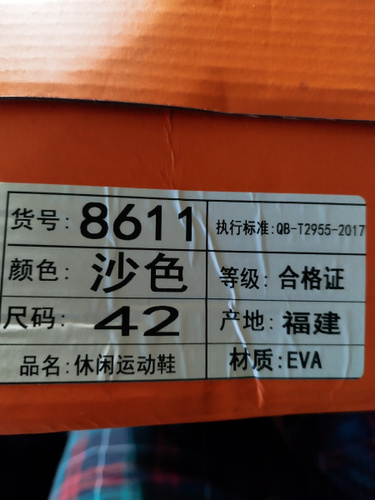 货号: 8611 执行标准: QB-T2955-2017
颜色: 沙色 等级: 合格证
尺码: 42 产地: 福建
品名: 休闲运动鞋 材质: EVA